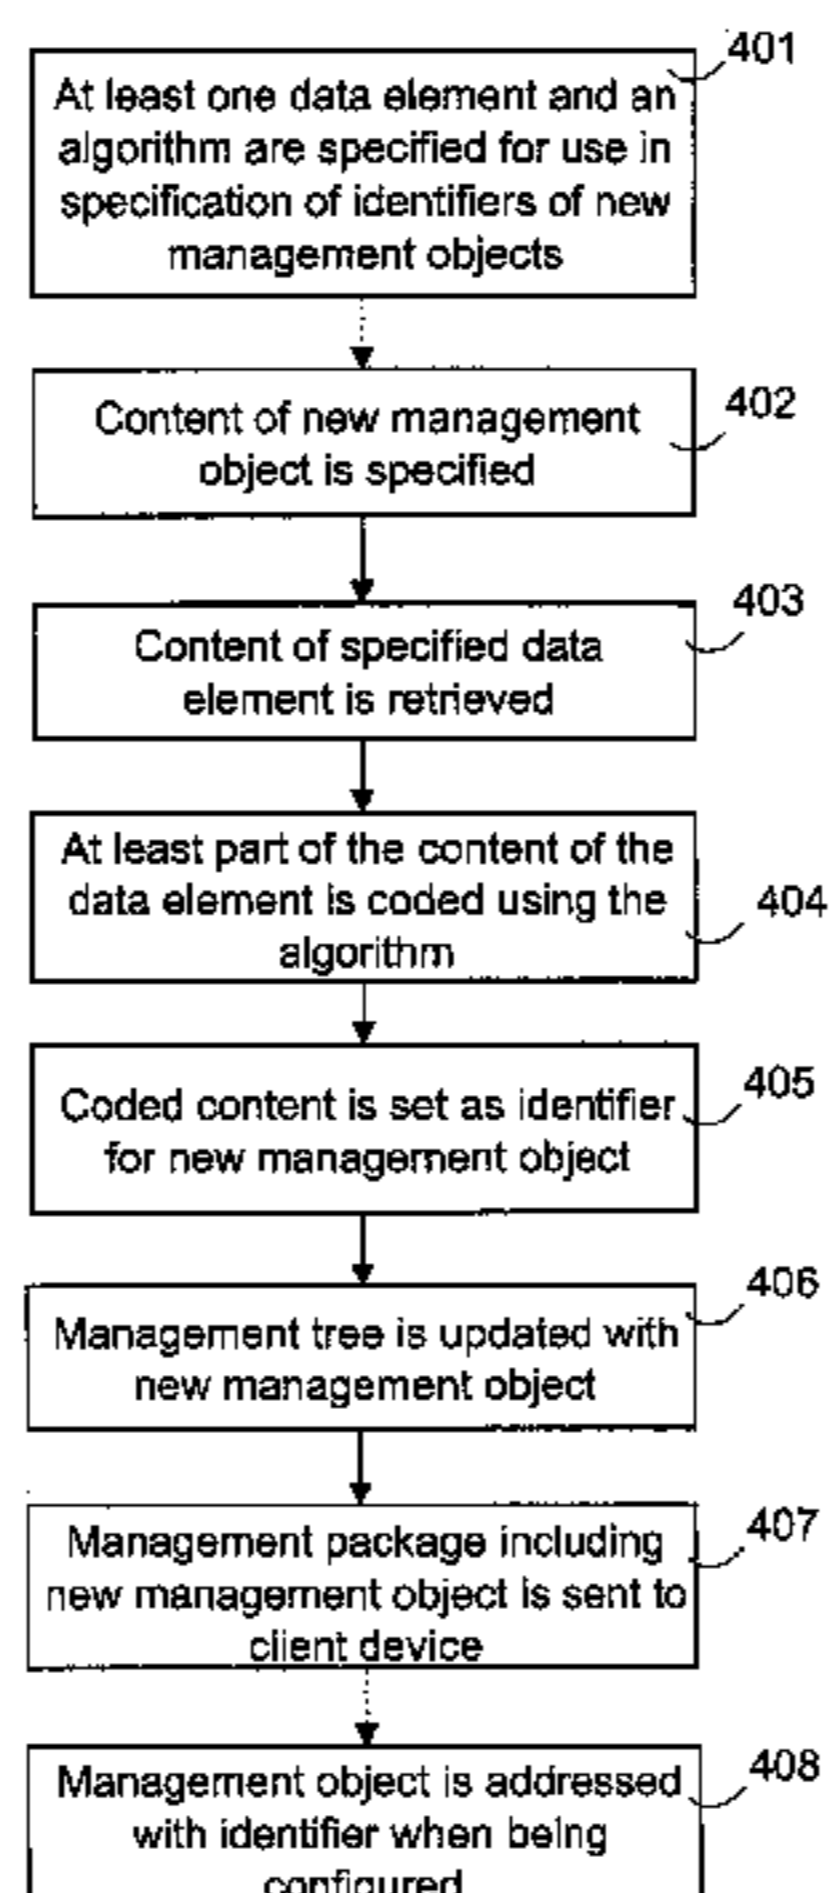 401
At least one data element and an
algorithm are specified for use in
specification of identifiers of new
management objects
402
Content of new management
object is specified
403
Content of specified data
element is retrieved
At least part of the content of the
data element is coded using the
algorithm
404
405
Coded content is set as identifier
for new management object
406
Management tree is updated with
new management object
407
Management package including
new management object is sent to
client device
408
Management object is addressed
with identifier when being
configured